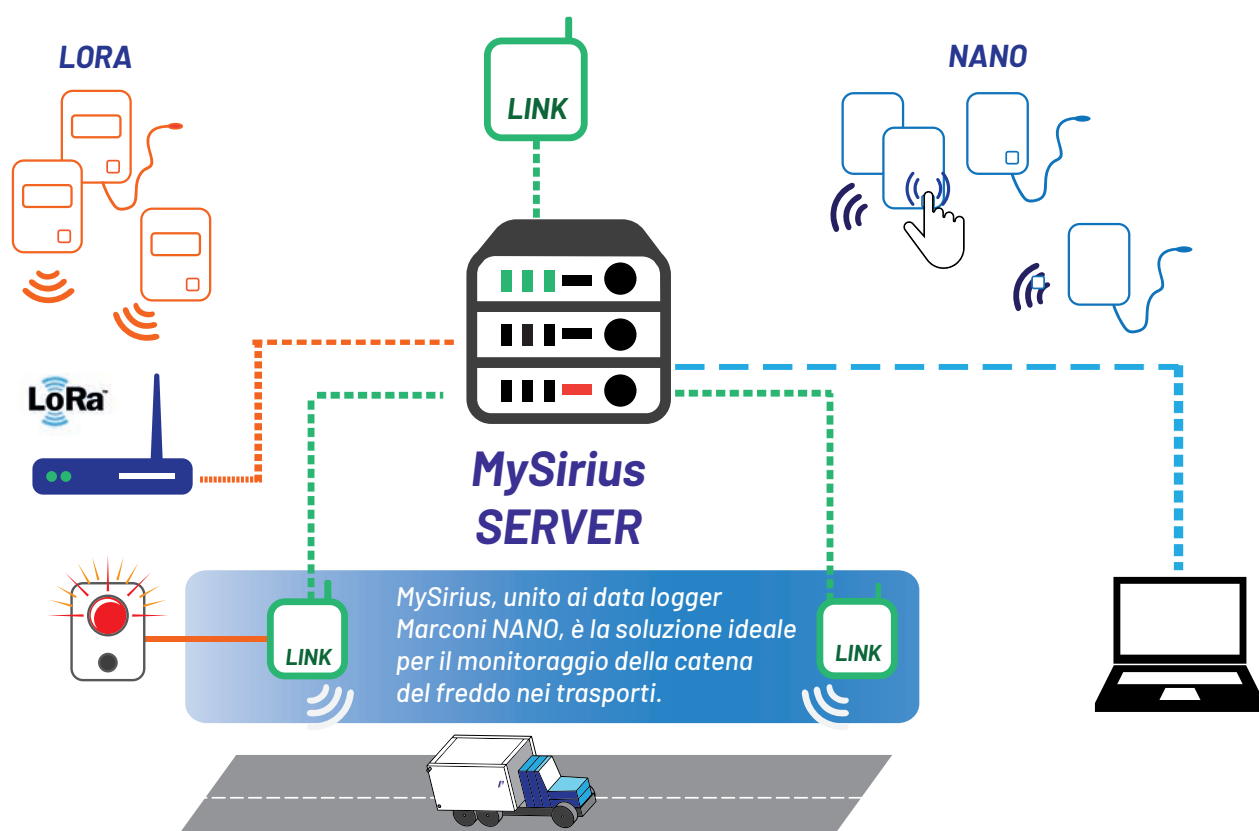 LORA
LINK
NANO
LoRa™
MySirius
SERVER
LINK
MySirius, unito ai data logger
Marconi NANO, è la soluzione ideale
per il monitoraggio della catena
del freddo nei trasporti.
LINK